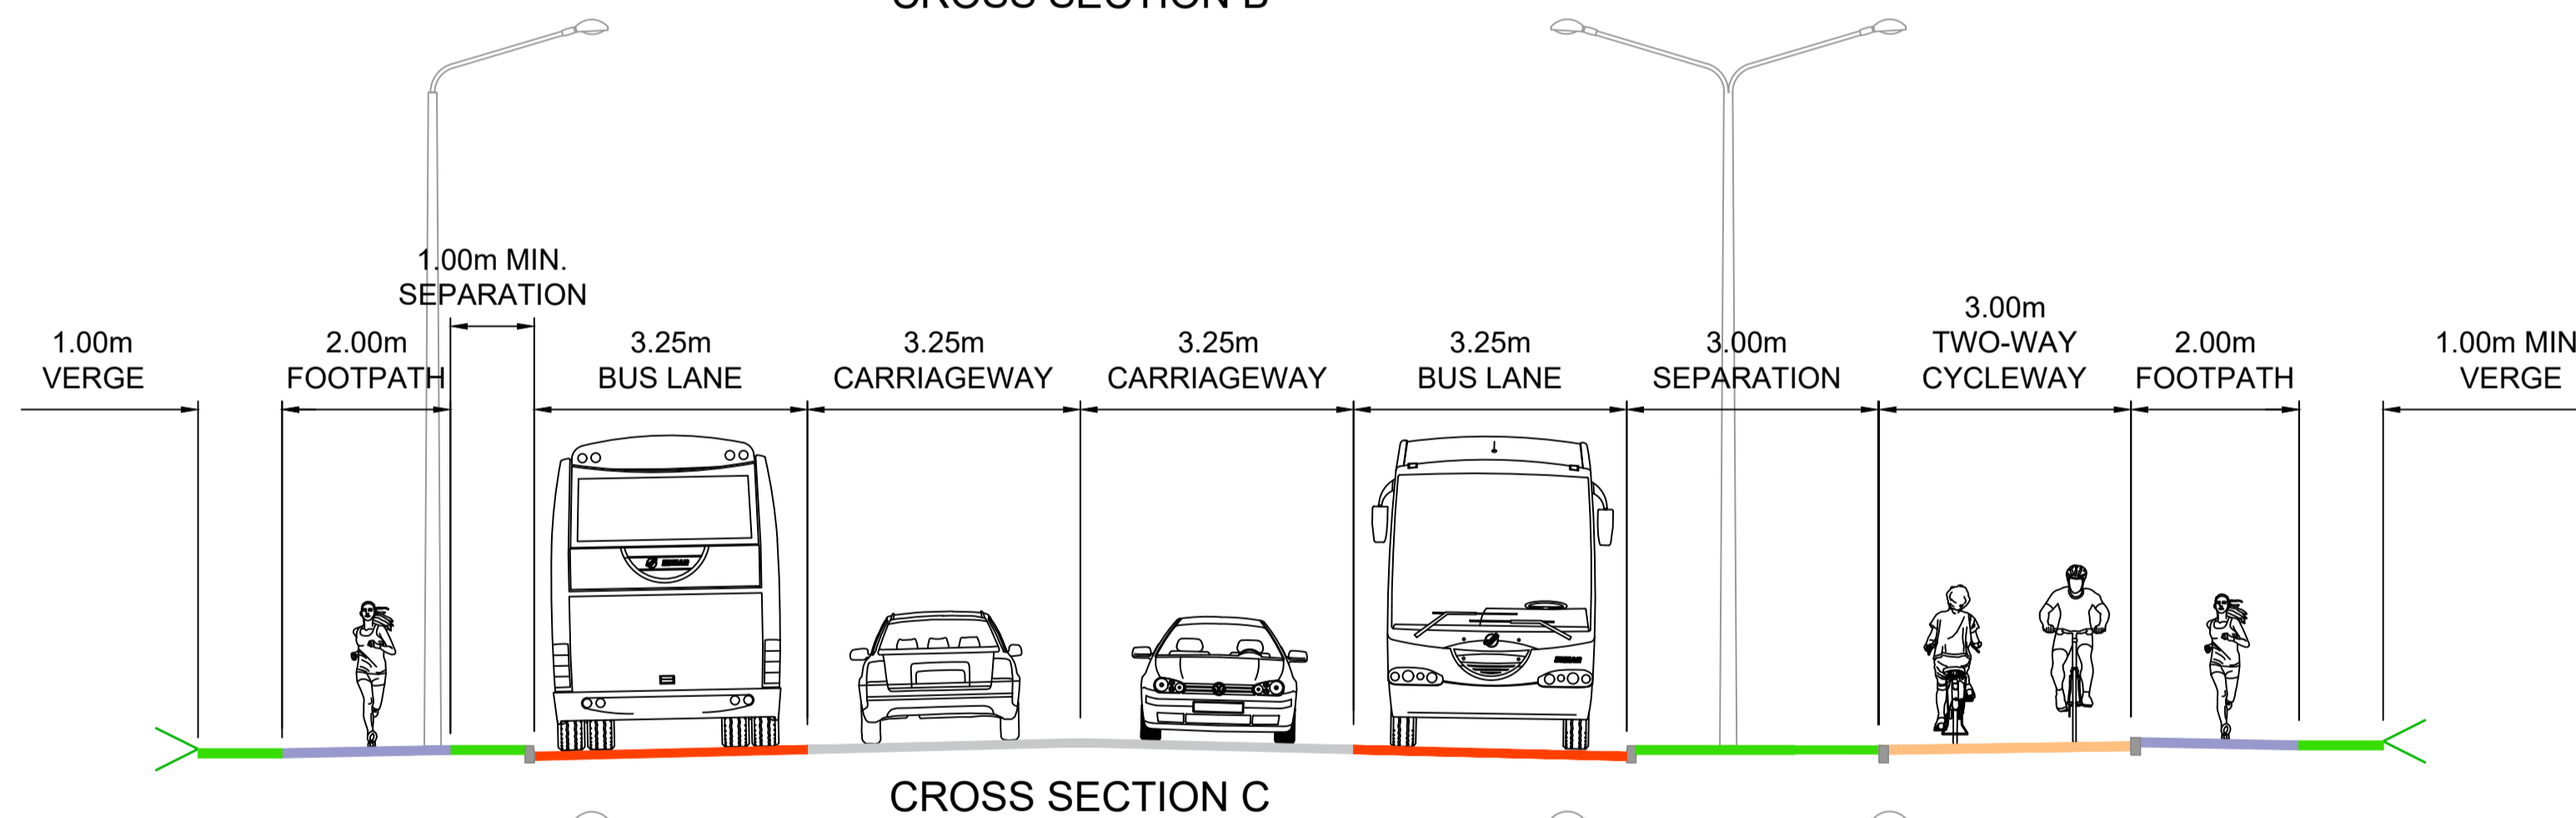 CROSS SECTION B
1.00m MIN.
SEPARATION
1.00m
VERGE
2.00m
FOOTPATH
3.25m
BUS LANE
3.25m
CARRIAGEWAY
3.25m
CARRIAGEWAY
3.25m
BUS LANE
3.00m
SEPARATION
3.00m
TWO-WAY
CYCLEWAY
2.00m
FOOTPATH
1.00m MIN
VERGE
CROSS SECTION C